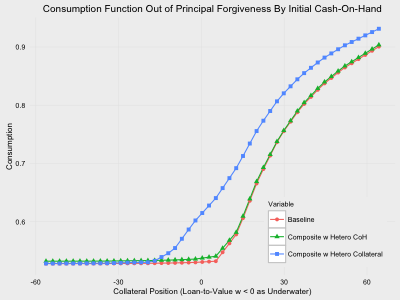 Consumption Function Out of Principal Forgiveness By Initial Cash-On-Hand
Consumption
0.9
0.8
0.7
0.6
-60
-30
0
30
60
Collateral Position (Loan-to-Value w < 0 as Underwater)
Variable
Baseline
Composite w Hetero CoH
Composite w Hetero Collateral